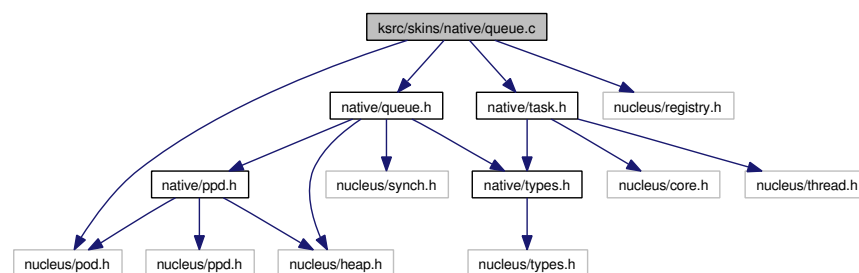 ksrc/skins/native/queue.c
native/queue.h
native/task.h
nucleus/registry.h
native/ppd.h
nucleus/synch.h
native/types.h
nucleus/core.h
nucleus/thread.h
nucleus/pod.h
nucleus/ppd.h
nucleus/heap.h
nucleus/types.h